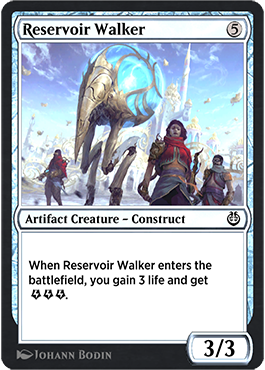 Reservoir Walker 5
Artifact Creature – Construct
When Reservoir Walker enters the
battlefield, you gain 3 life and get
.
3/3
Johann Bodin